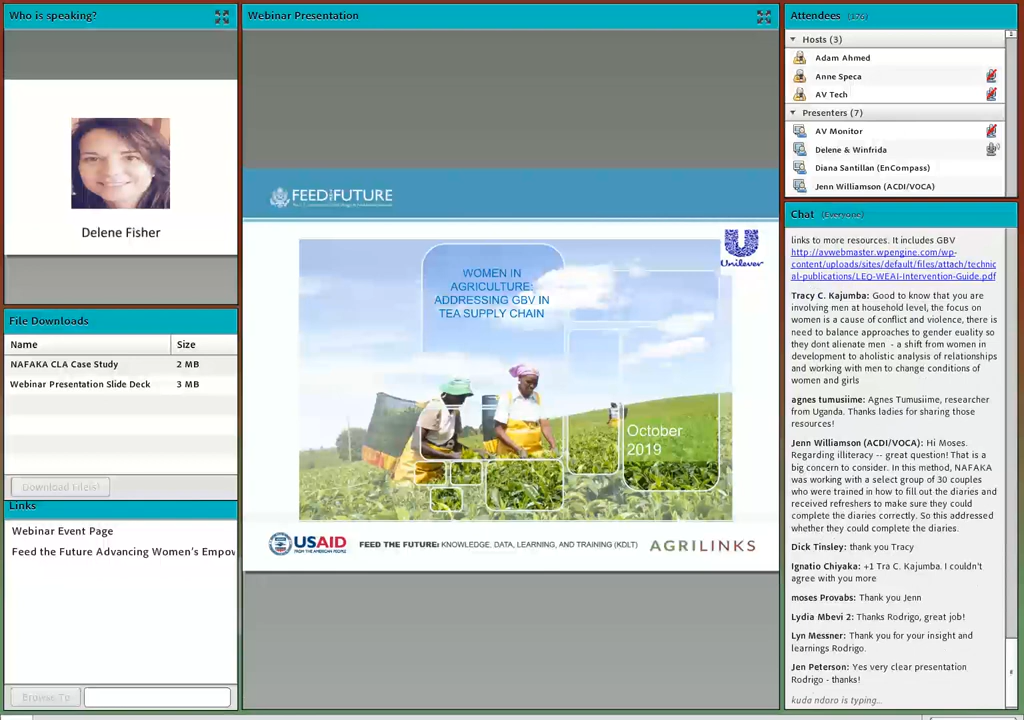 Who is speaking?
Delene Fisher
File Downloads
Name Size
NAFAKA CLA Case Study 2 MB
Webinar Presentation Slide Deck 3 MB
Download File(s)
Links
Webinar Event Page
Feed the Future Advancing Women's Empow
Browse To
Webinar Presentation
FEED THE FUTURE
Unilever
WOMEN IN
AGRICULTURE:
ADDRESSING GBV IN
TEA SUPPLY CHAIN
October
2019
USAID
FROM THE AMERICAN PEOPLE
FEED THE FUTURE: KNOWLEDGE, DATA, LEARNING, AND TRAINING (KDLT)
AGRILINKS
Attendees (176)
Hosts (3)
Adam Ahmed
Anne Speca
AV Tech
Presenters (7)
AV Monitor
Delene & Winfrida
Diana Santillan (EnCompass)
Jenn Williamson (ACDI/VOCA)
Chat (Everyone)
links to more resources. It includes GBV
http://avwebmaster.wpengine.com/wp-
content/uploads/sites/default/files/attach/technic
al-publications/LEO-WEAI-Intervention-Guide.pdf
Tracy C. Kajumba: Good to know that you are
involving men at household level, the focus on
women is a cause of conflict and violence, there is
need to balance approaches to gender euality so
they dont alienate men - a shift from women in
development to aholistic analysis of relationships
and working with men to change conditions of
women and girls
agnes tumusiime: Agnes Tumusiime, researcher
from Uganda. Thanks ladies for sharing those
resources!
Jenn Williamson (ACDI/VOCA): Hi Moses.
Regarding illiteracy -- great question! That is a
big concern to consider. In this method, NAFAKA
was working with a select group of 30 couples
who were trained in how to fill out the diaries and
received refreshers to make sure they could
complete the diaries correctly. So this addressed
whether they could complete the diaries.
Dick Tinsley: thank you Tracy
Ignatio Chiyaka: +1 Tra C. Kajumba. I couldn't
agree with you more
moses Provabs: Thank you Jenn
Lydia Mbevi 2: Thanks Rodrigo, great job!
Lyn Messner: Thank you for your insight and
learnings Rodrigo.
Jen Peterson: Yes very clear presentation
Rodrigo - thanks!
kuda ndoro is typing...